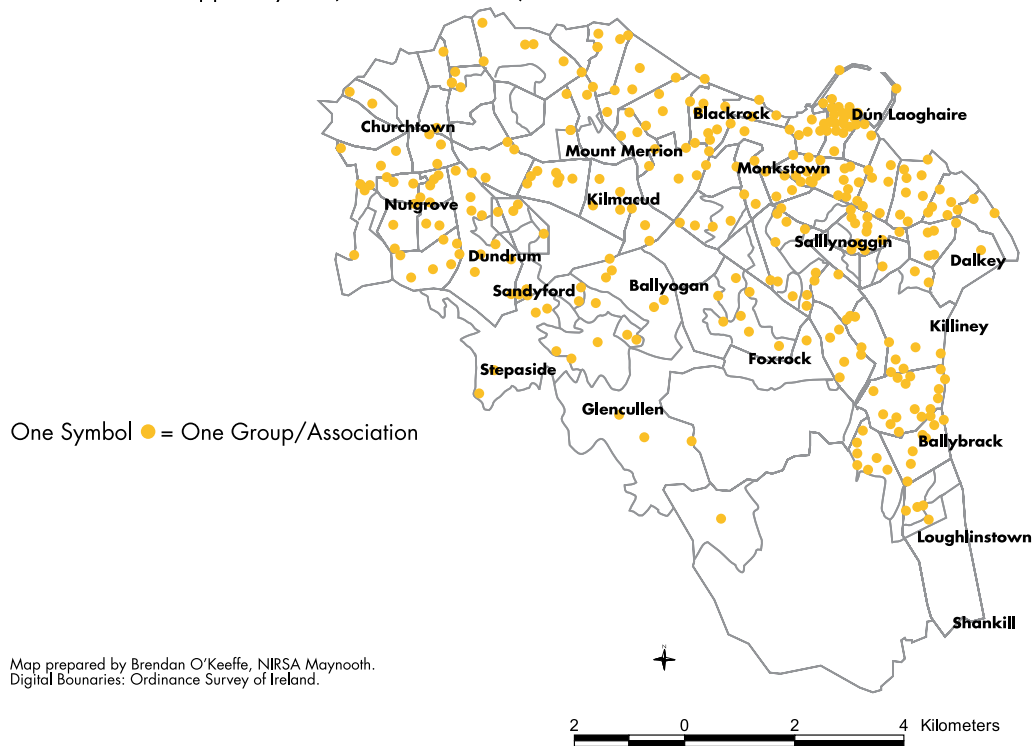 Churchtown
Blackrock
Dún Laoghaire
Mount Merrion
Monkstown
Nutgrove
Kilmacud
Salllynoggin
Dundrum
Dalkey
Sandyford
Ballyogan
Killiney
Foxrock
Stepaside
Glencullen
One Symbol = One Group/Association
Ballybrack
Loughlinstown
Shankill
N
Map prepared by Brendan O'Keeffe, NIRSA Maynooth.
Digital Bounaries: Ordinance Survey of Ireland.
2 0 2 4 Kilometers